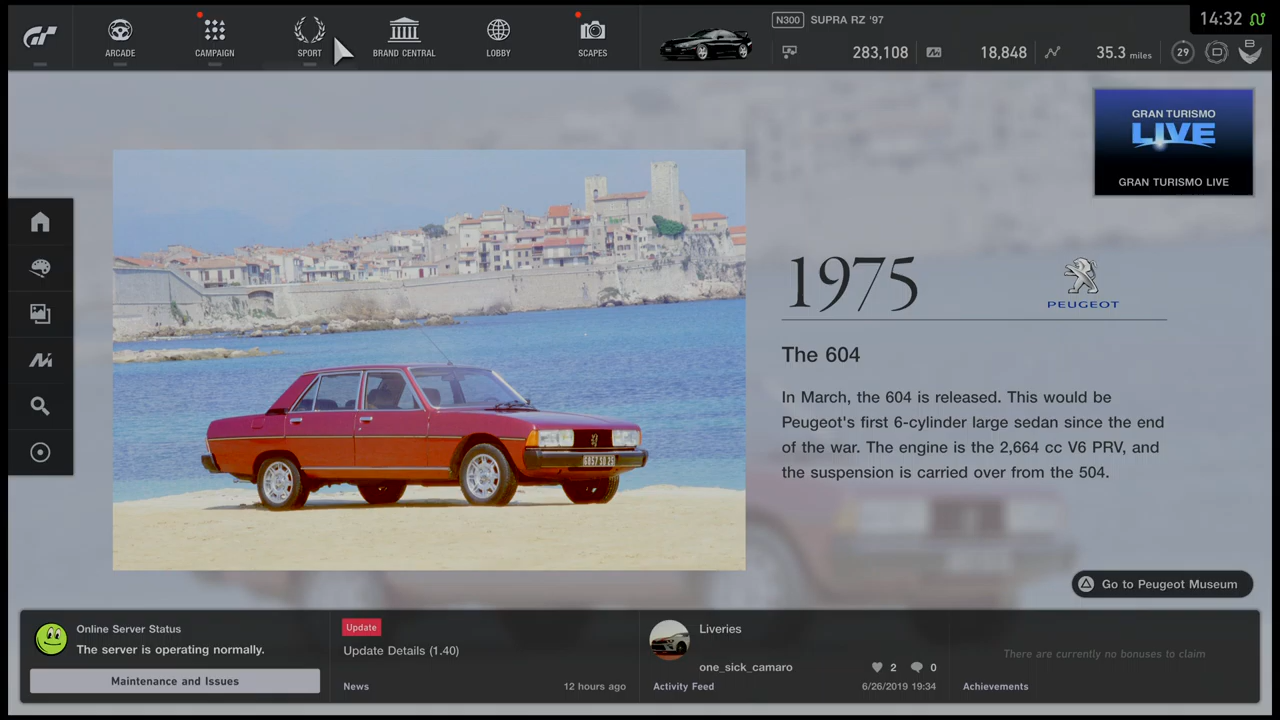 ARCADE
CAMPAIGN
SPORT
BRAND CENTRAL
LOBBY
SCAPES
N300 SUPRA RZ '97
283,108
18,848
35.3 miles
29
14:32
GRAN TURISMO
LIVE
GRAN TURISMO LIVE
1975
PEUGEOT
The 604
In March, the 604 is released. This would be
Peugeot's first 6-cylinder large sedan since the end
of the war. The engine is the 2,664 cc V6 PRV, and
the suspension is carried over from the 504.
Go to Peugeot Museum
Online Server Status
The server is operating normally.
Maintenance and Issues
Update
Update Details (1.40)
News
12 hours ago
Liveries
one_sick_camaro
2
0
Activity Feed
6/26/2019 19:34
There are currently no bonuses to claim
Achievements